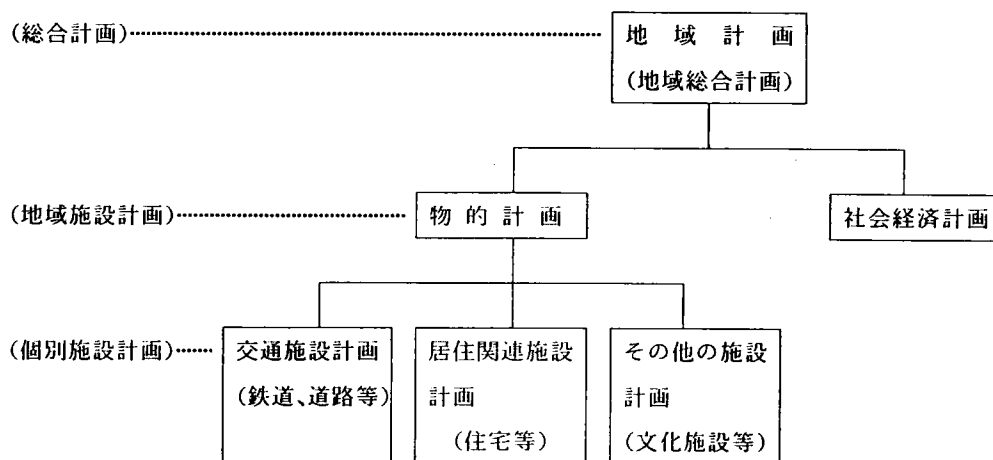 (総合計画)
地域計画
(地域総合計画)
(地域施設計画)
物的計画
社会経済計画
(個別施設計画)
交通施設計画
(鉄道、道路等)
居住関連施設
計画
(住宅等)
その他の施設
計画
(文化施設等)